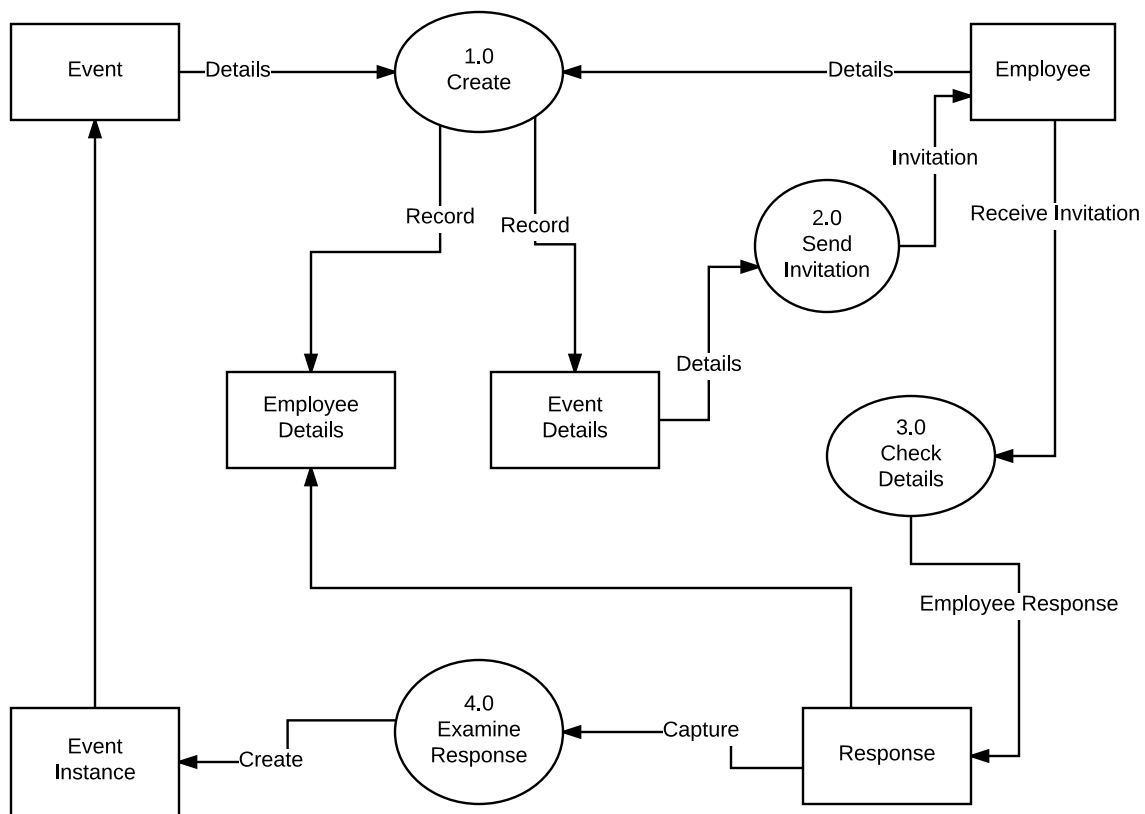 Event
Details
1.0
Create
Details
Employee
Invitation
Record
Record
2.0
Send
Invitation
Receive Invitation
Details
Employee
Details
Event
Details
3.0
Check
Details
Employee Response
4.0
Examine
Response
Capture
Response
Event
Instance
Create